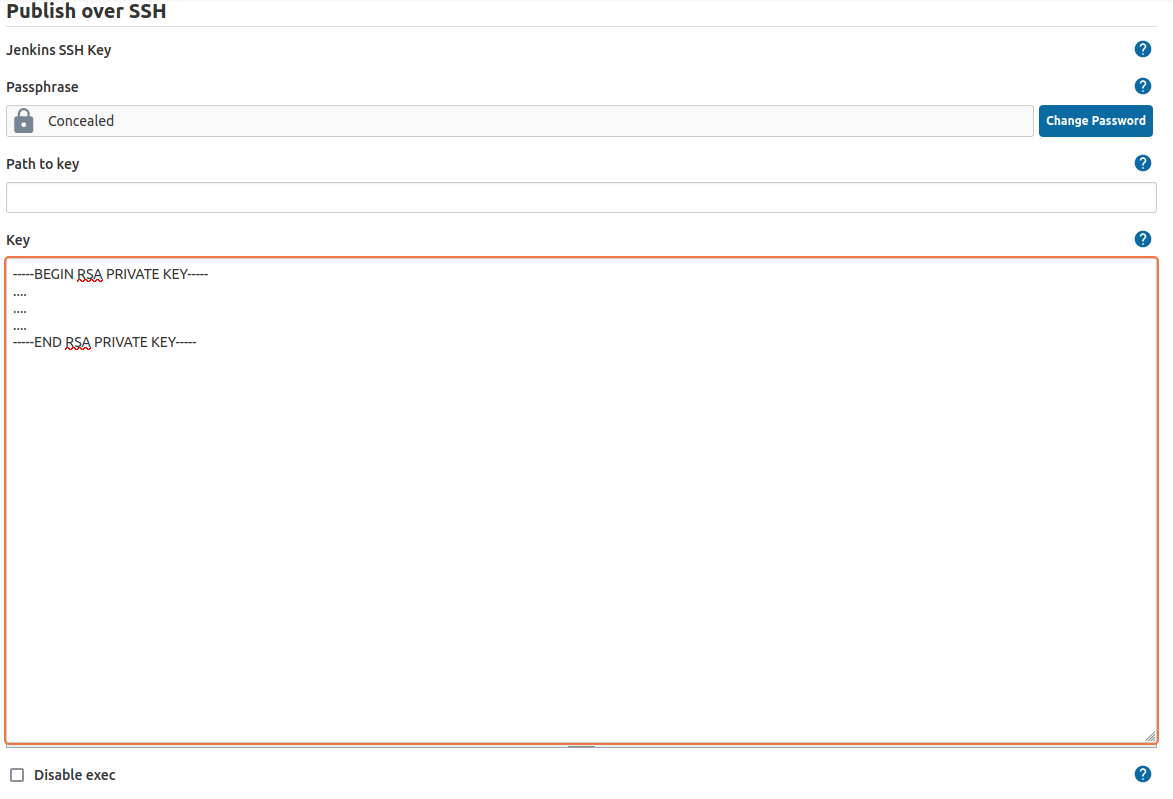 Publish over SSH
Jenkins SSH Key
?
Passphrase
?
Concealed
Change Password
Path to key
?
Key
?
-----BEGIN RSA PRIVATE KEY-----
....
....
....
-----END RSA PRIVATE KEY-----
Disable exec
?